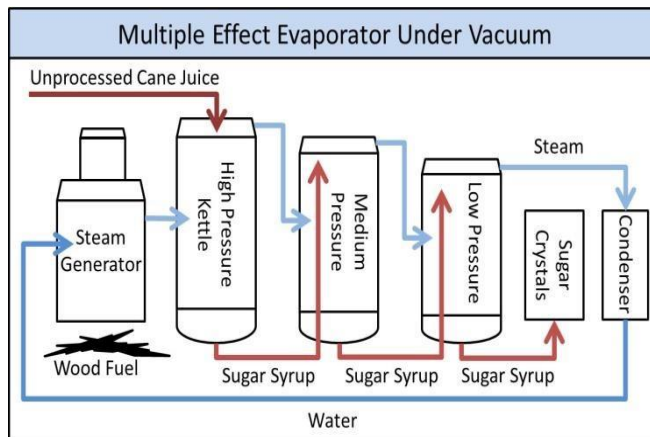 Multiple Effect Evaporator Under Vacuum
Unprocessed Cane Juice
Steam
Generator
Wood Fuel
High Pressure
Kettle
Medium
Pressure
Low Pressure
Steam
Sugar
Crystals
Condenser
Sugar Syrup
Sugar Syrup
Sugar Syrup
Water